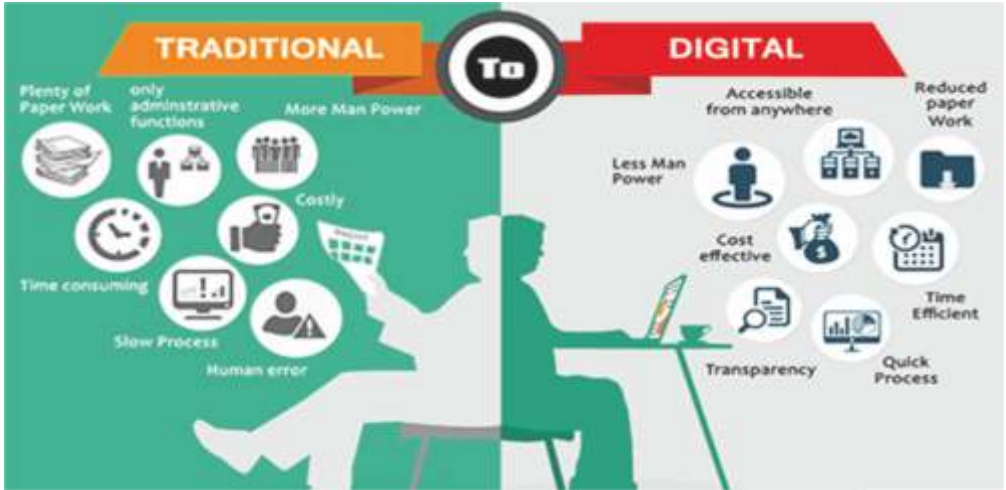 TRADITIONAL
To
DIGITAL
Plenty of
Paper Work
only
adminstrative
functions
More Man Power
Costly
Time consuming
Slow Process
Human error
Accessible
from anywhere
Reduced
paper
Work
Less Man
Power
Cost
effective
Time
Efficient
Transparency
Quick
Process